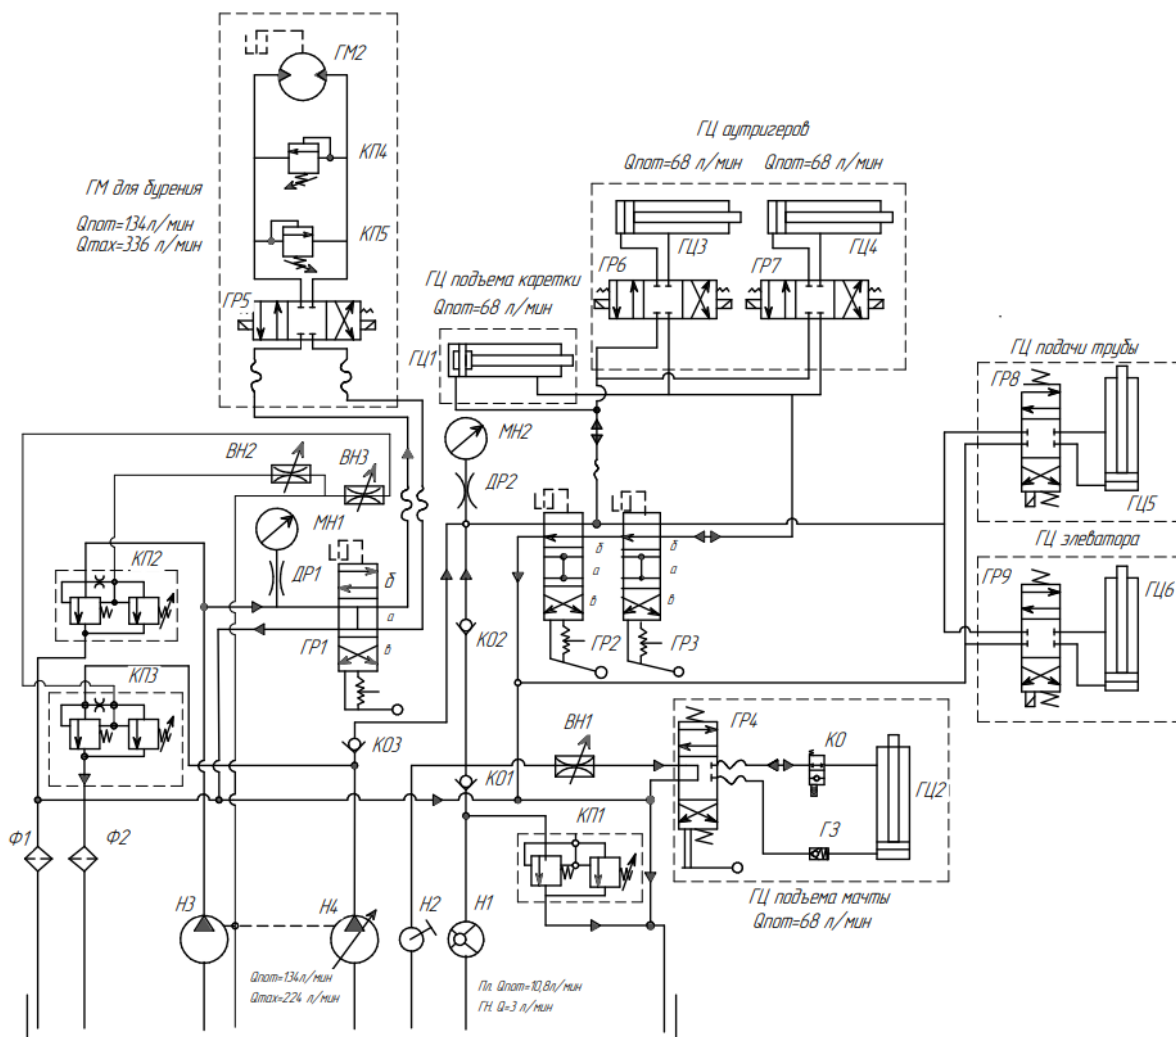 ГМ2
КП4
ГМ для бурения
Qпот=134л/мин
Qmax=336 л/мин
КП5
ГР5
ГЦ аутригеров
Qпот=68 л/мин
Qпот=68 л/мин
ГЦ3
ГЦ4
ГР6
ГР7
ГЦ подъема каретки
Qпот=68 л/мин
ГЦ1
ГЦ подачи трубы
ГР8
ГЦ5
МН2
ДР2
ВН2
ВН3
МН1
ДР1
КП2
б
а
в
ГР1
б
а
в
б
а
в
ГР2
ГР3
ГЦ элеватора
ГР9
ГЦ6
КО2
КП3
КО3
ВН1
ГР4
КО
ГЦ2
КО1
КП1
ГЗ
Ф1
Ф2
Н3
Н4
Н2
Н1
ГЦ подъема мачты
Qпот=68 л/мин
Qпот=134л/мин
Qmax=224 л/мин
Пл. Qпот=10,8л/мин
ГН. Q=3 л/мин